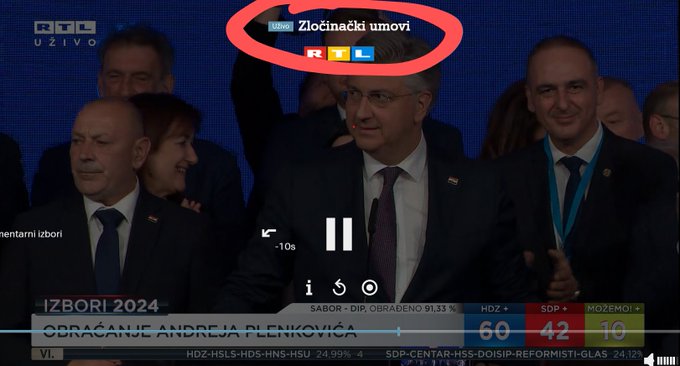 RTL
UŽIVO
Uživo Zločinački umovi
RTL
mentarni izbori
-10s
IZBORI 2024
SABOR - DIP, OBRAĐENO 91,33 %
HDZ + SDP + MOŽEMO! +
OBRAĆANJE ANDREJA PLENKOVIĆA
60 42 10
VI. HDZ-HSLS-HDS-HNS-HSU 24,99% 4 SDP-CENTAR-HSS-DOISIP-REFORMISTI-GLAS 24,12%